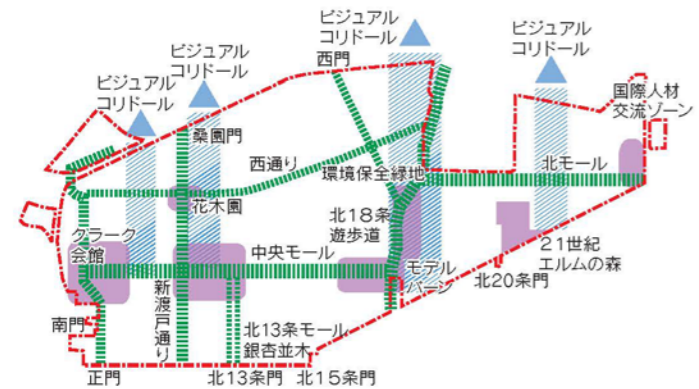 ビジュアル
コリドール
ビジュアル
コリドール
ビジュアル
コリドール
ビジュアル
コリドール
西門
国際人材
交流ゾーン
桑園門
西通り
環境保全緑地
北モール
花木園
北18条
遊歩道
クラーク
会館
中央モール
モデル
バーン
21世紀
エルムの森
北20条門
新渡戸通り
南門
北13条モール
銀杏並木
正門
北13条門
北15条門